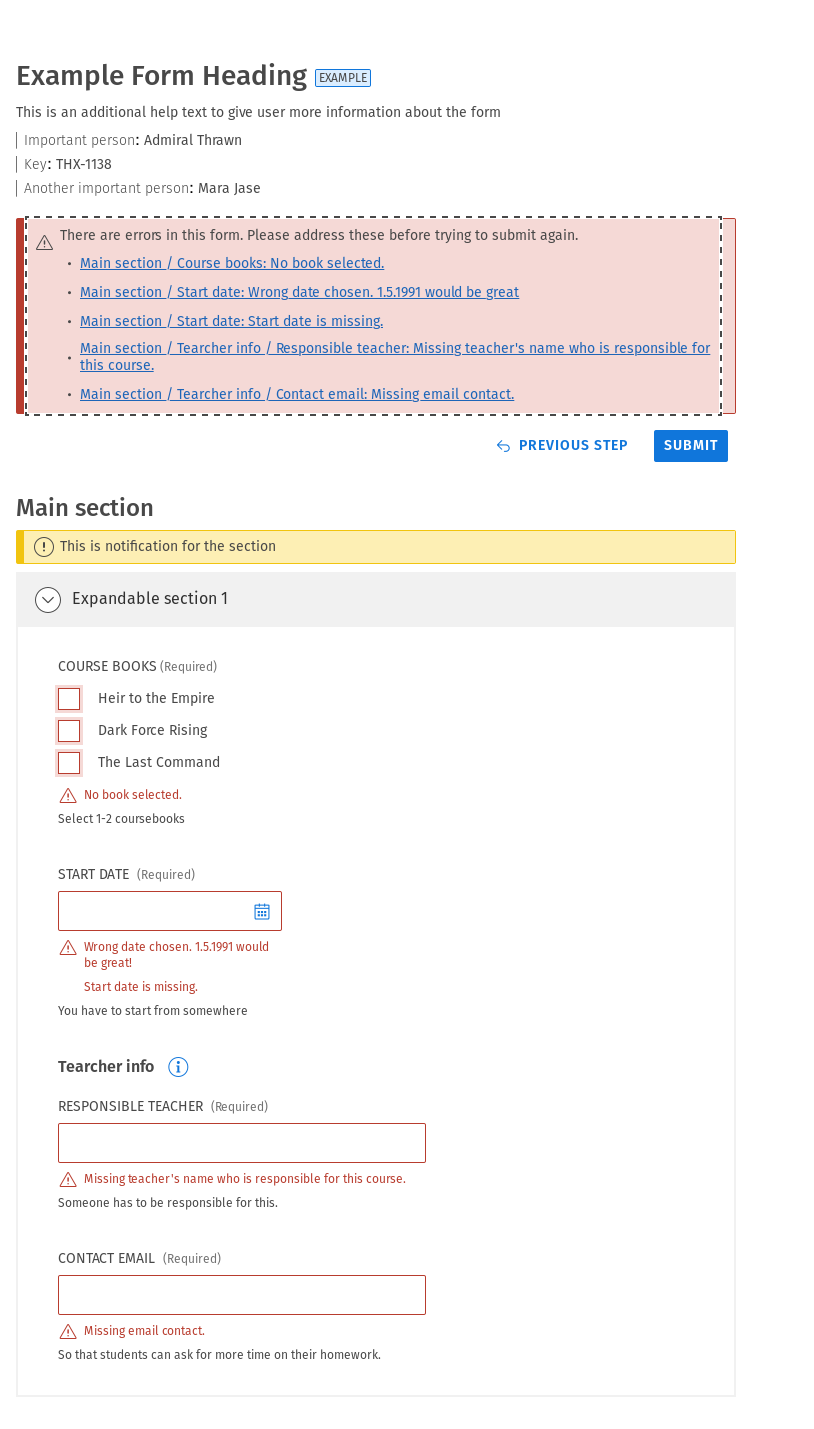 Example Form Heading EXAMPLE
This is an additional help text to give user more information about the form
Important person: Admiral Thrawn
Key: THX-1138
Another important person: Mara Jase
There are errors in this form. Please address these before trying to submit again.
• Main section / Course books: No book selected.
• Main section / Start date: Wrong date chosen. 1.5.1991 would be great
• Main section / Start date: Start date is missing.
• Main section / Tearcher info / Responsible teacher: Missing teacher's name who is responsible for
this course.
• Main section / Tearcher info / Contact email: Missing email contact.
PREVIOUS STEP SUBMIT
Main section
This is notification for the section
Expandable section 1
COURSE BOOKS (Required)
Heir to the Empire
Dark Force Rising
The Last Command
No book selected.
Select 1-2 coursebooks
START DATE (Required)
Wrong date chosen. 1.5.1991 would
be great!
Start date is missing.
You have to start from somewhere
Tearcher info
RESPONSIBLE TEACHER (Required)
Missing teacher's name who is responsible for this course.
Someone has to be responsible for this.
CONTACT EMAIL (Required)
Missing email contact.
So that students can ask for more time on their homework.